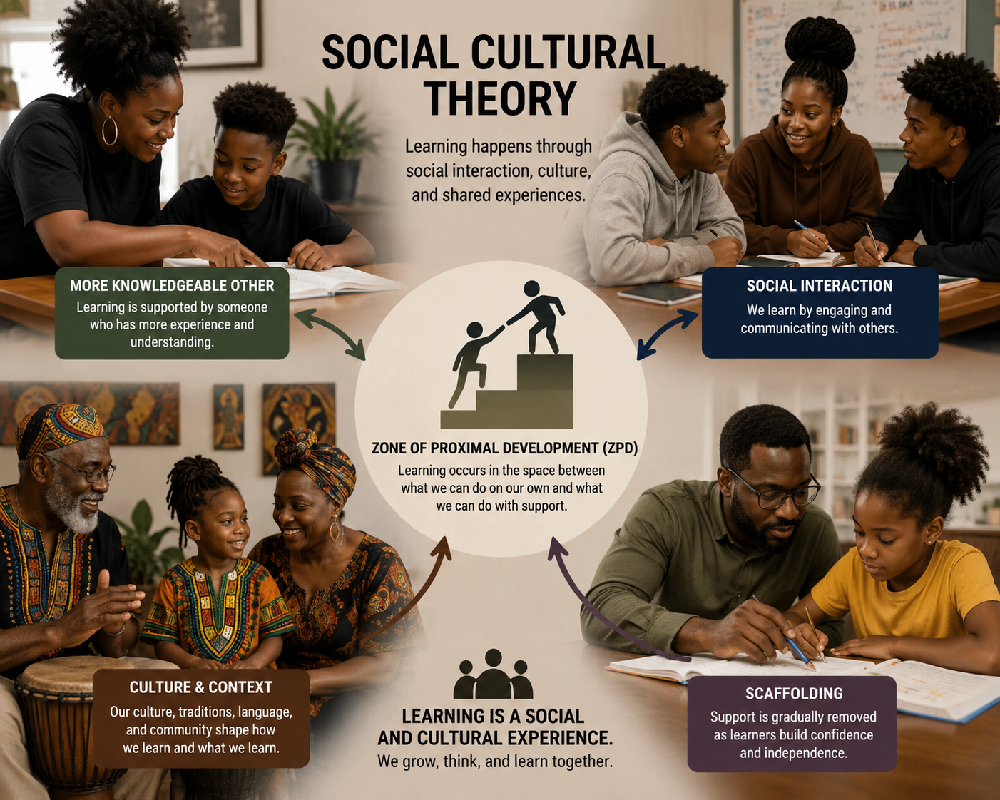 SOCIAL CULTURAL
THEORY
Learning happens through
social interaction, culture,
and shared experiences.
MORE KNOWLEDGEABLE OTHER
Learning is supported by someone
who has more experience and
understanding.
SOCIAL INTERACTION
We learn by engaging and
communicating with others.
ZONE OF PROXIMAL DEVELOPMENT (ZPD)
Learning occurs in the space between
what we can do on our own and what
we can do with support.
CULTURE & CONTEXT
Our culture, traditions, language,
and community shape how
we learn and what we learn.
SCAFFOLDING
Support is gradually removed
as learners build confidence
and independence.
LEARNING IS A SOCIAL
AND CULTURAL EXPERIENCE.
We grow, think, and learn together.